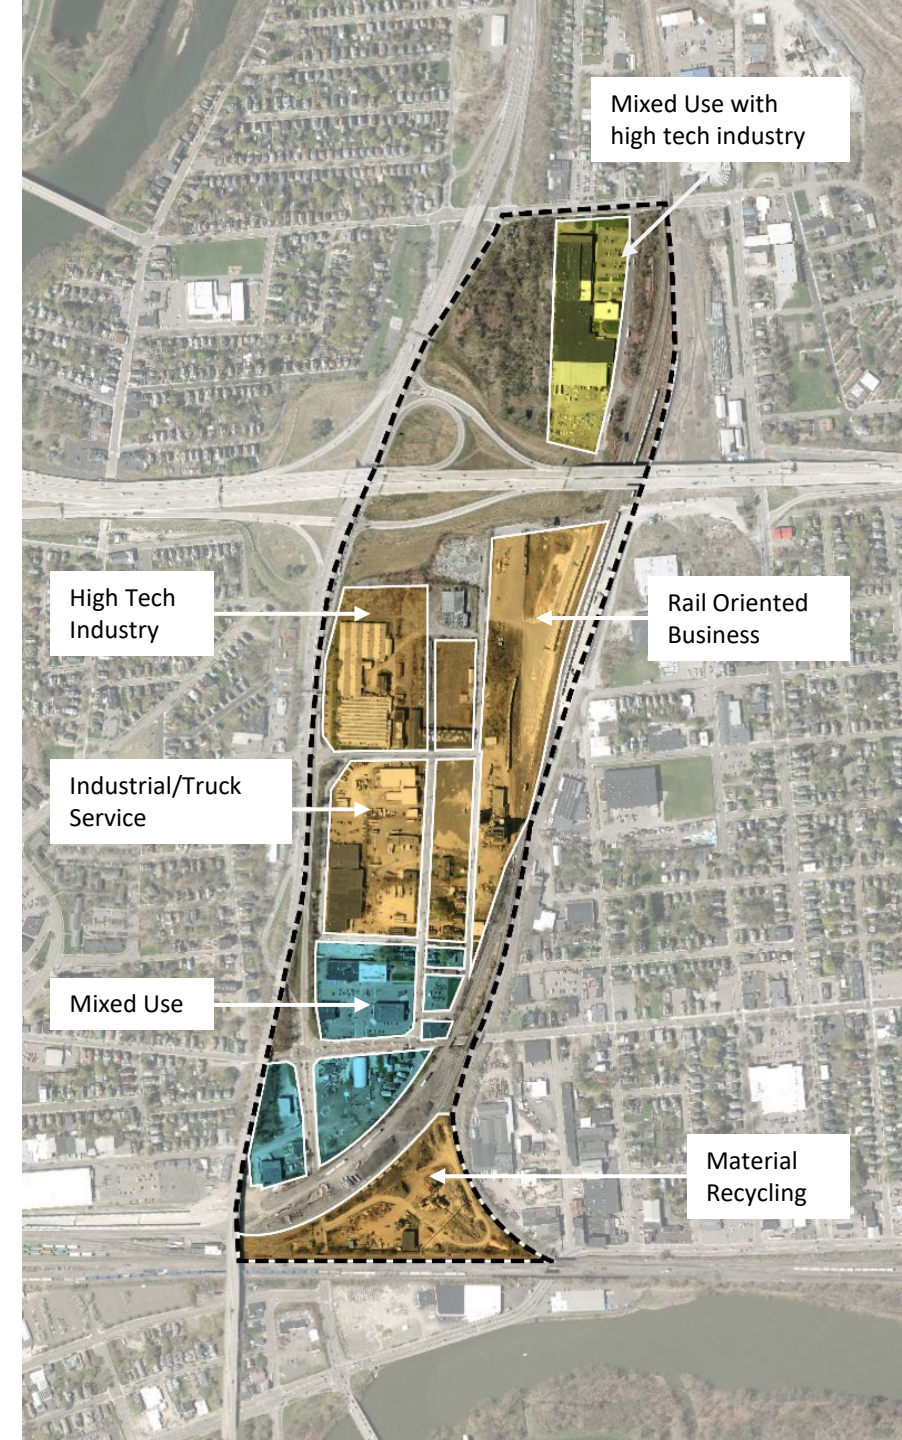 Mixed Use with
high tech industry
High Tech
Industry
Rail Oriented
Business
Industrial/Truck
Service
Mixed Use
Material
Recycling